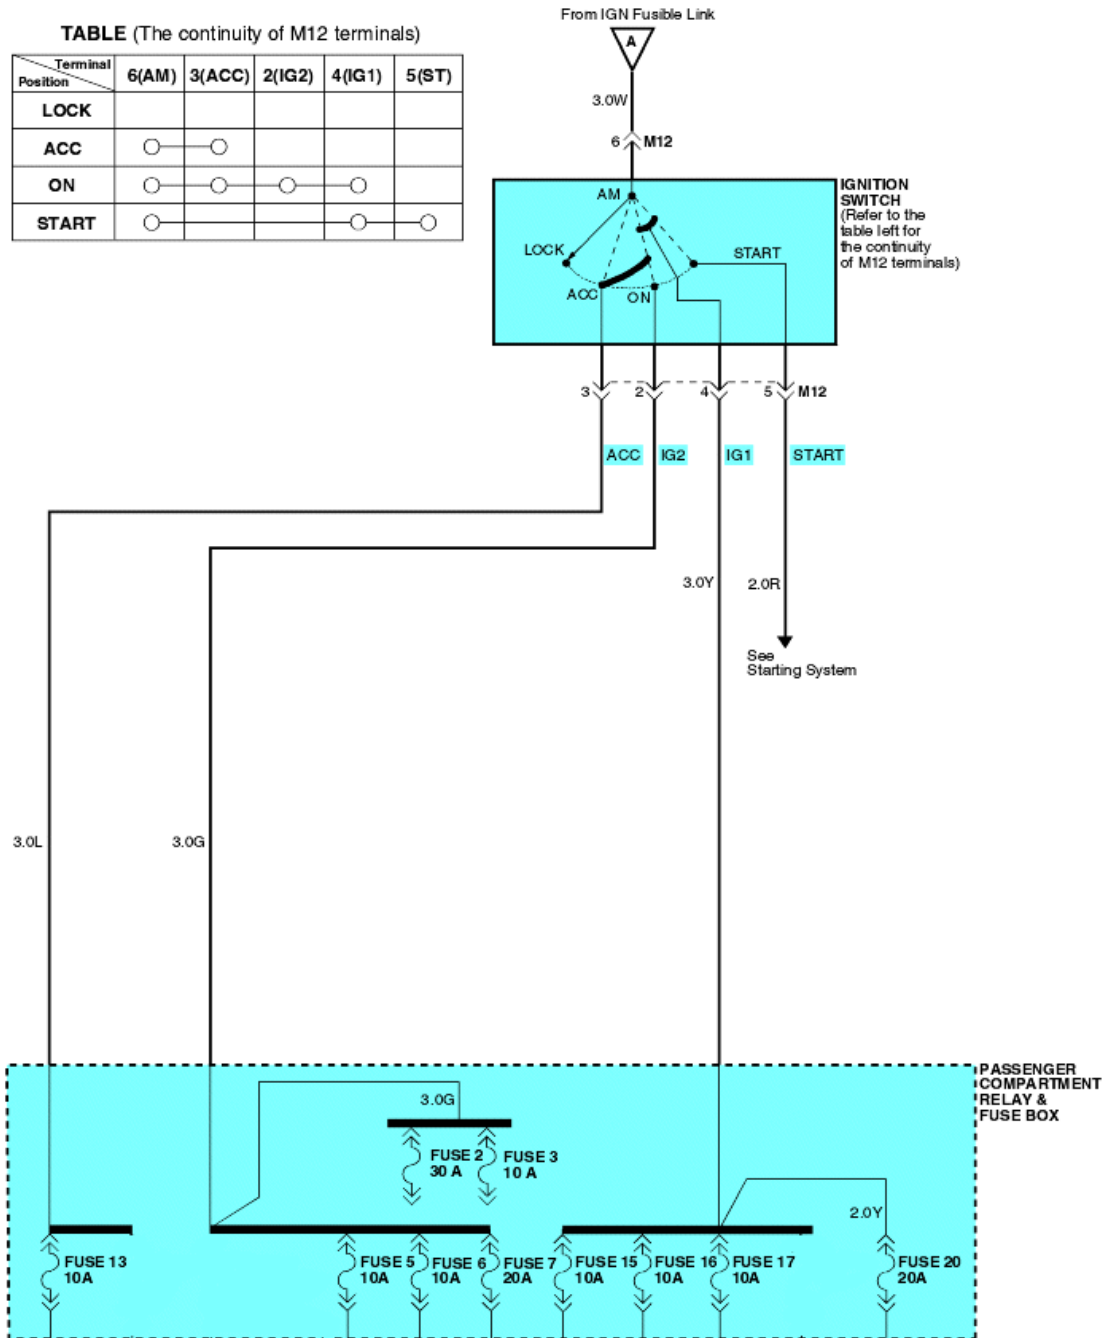 From IGN Fusible Link
A
TABLE (The continuity of M12 terminals)
Terminal
Position
6(AM) 3(ACC) 2(IG2) 4(IG1) 5(ST)
LOCK
ACC
ON
START
3.0W
6 M12
IGNITION
SWITCH
(Refer to the
table left for
the continuity
of M12 terminals)
AM
LOCK
START
ACC
ON
3 2 4 5 M12
ACC IG2 IG1 START
3.0Y 2.0R
See
Starting System
3.0L 3.0G
PASSENGER
COMPARTMENT
RELAY &
FUSE BOX
3.0G
FUSE 2
30 A
FUSE 3
10 A
2.0Y
FUSE 13
10A
FUSE 5
10A
FUSE 6
10A
FUSE 7
20A
FUSE 15
10A
FUSE 16
10A
FUSE 17
10A
FUSE 20
20A